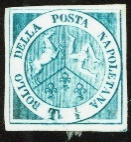 BOLLO DELLA POSTA NAPOLETANA
T. ½